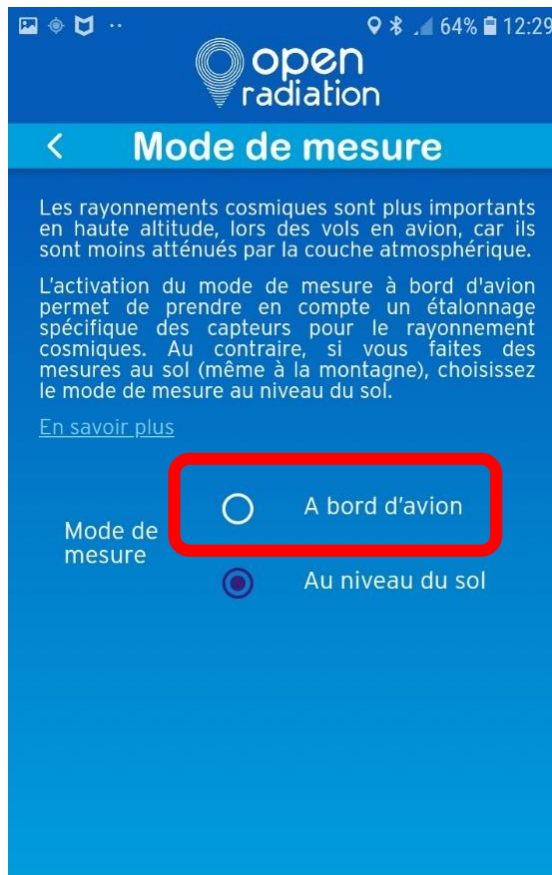 64% 12:29
open
radiation
< Mode de mesure
Les rayonnements cosmiques sont plus importants
en haute altitude, lors des vols en avion, car ils
sont moins atténués par la couche atmosphérique.
L'activation du mode de mesure à bord d'avion
permet de prendre en compte un étalonnage
spécifique des capteurs pour le rayonnement
cosmiques. Au contraire, si vous faites des
mesures au sol (même à la montagne), choisissez
le mode de mesure au niveau du sol.
En savoir plus
Mode de
mesure
A bord d'avion
Au niveau du sol